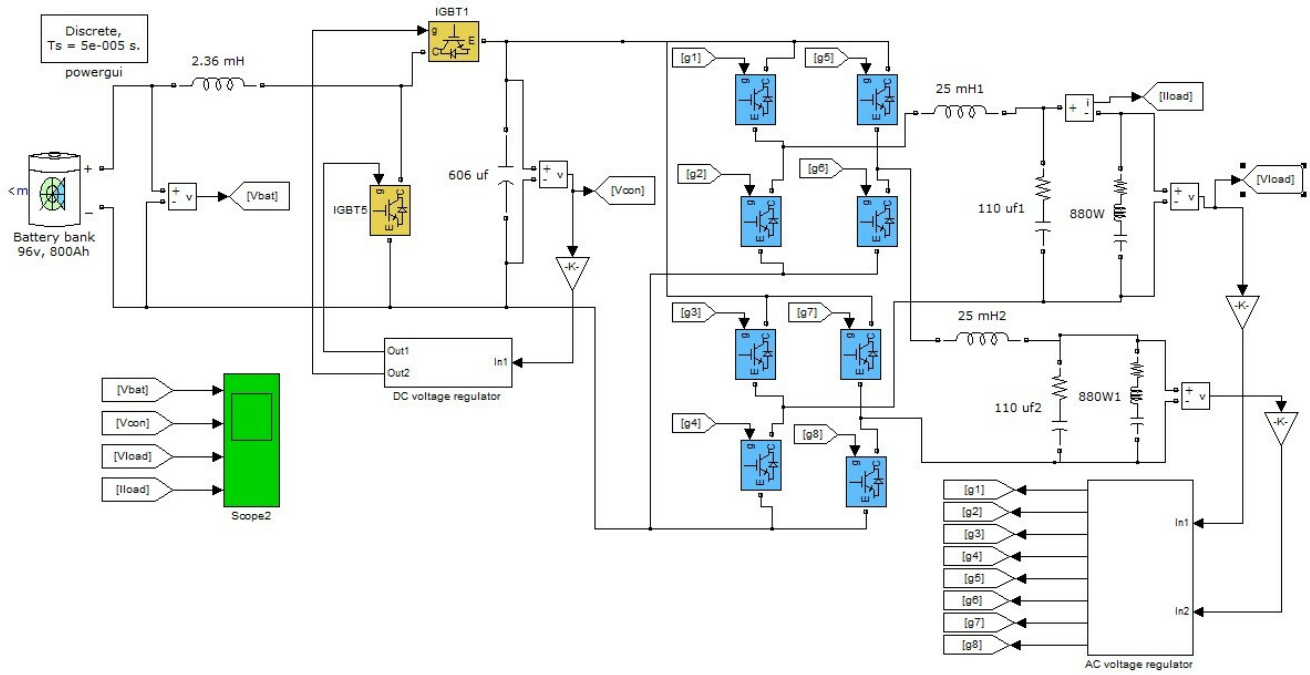 Discrete,
Ts = 5e-005 s.
powergui
2.36 mH
IGBT1
g
C
E
[g1]
g
C
E
[g5]
g
C
E
25 mH1
+
i
-
[Iload]
<m
+
–
Battery bank
96v, 800Ah
+
-
v
[Vbat]
IGBT5
g
C
E
606 uf
+
-
v
[Vcon]
-K-
[g2]
g
C
E
[g6]
g
C
E
110 uf1
880W
+
-
v
[Vload]
-K-
[g3]
g
C
E
[g7]
g
C
E
25 mH2
110 uf2
880W1
+
-
v
-K-
Out1
Out2
In1
DC voltage regulator
[g4]
g
C
E
[g8]
g
C
E
[Vbat]
[Vcon]
[Vload]
[Iload]
Scope2
[g1]
[g2]
[g3]
[g4]
[g5]
[g6]
[g7]
[g8]
In1
In2
AC voltage regulator